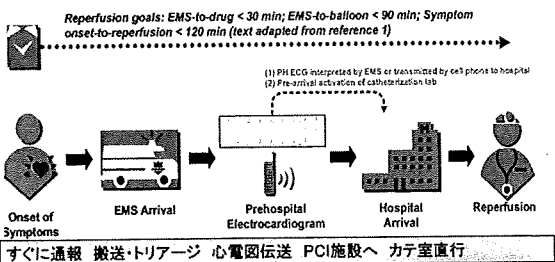 Reperfusion goals: EMS-to-drug < 30 min; EMS-to-balloon < 90 min; Symptom
onset-to-reperfusion < 120 min (text adapted from reference 1)
(1) PH ECG interpreted by EMS or transmitted by cell phone to hospital
(2) Pre-arrival activation of catheterization lab
H
Onset of
Symptoms
EMS Arrival
Prehospital
Electrocardiogram
Hospital
Arrival
Reperfusion
すぐに通報 搬送・トリアージ 心電図伝送 PCI施設へ カテ室直行